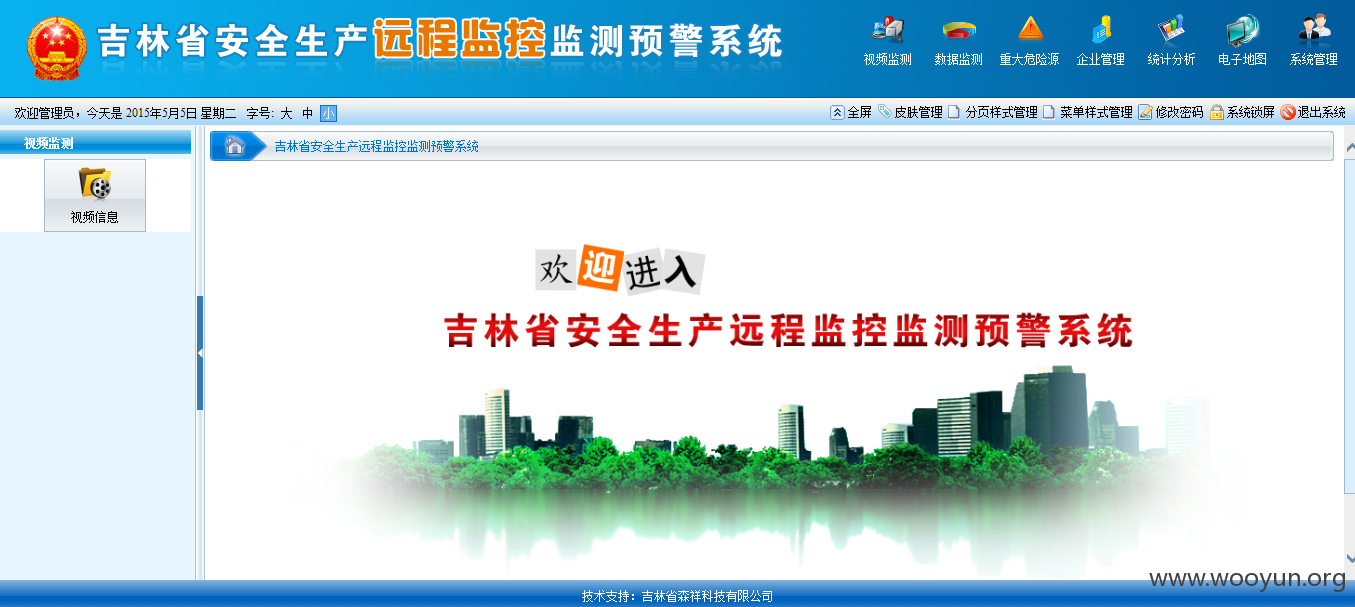 吉林省安全生产远程监控监测预警系统
视频监测 数据监测 重大危险源 企业管理 统计分析 电子地图 系统管理
欢迎管理员，今天是 2015年5月5日 星期二 字号: 大 中 小
全屏 皮肤管理 分页样式管理 菜单样式管理 修改密码 系统锁屏 退出系统
视频监测
吉林省安全生产远程监控监测预警系统
视频信息
欢迎进入
吉林省安全生产远程监控监测预警系统
www.wooyun.org
技术支持：吉林省森祥科技有限公司